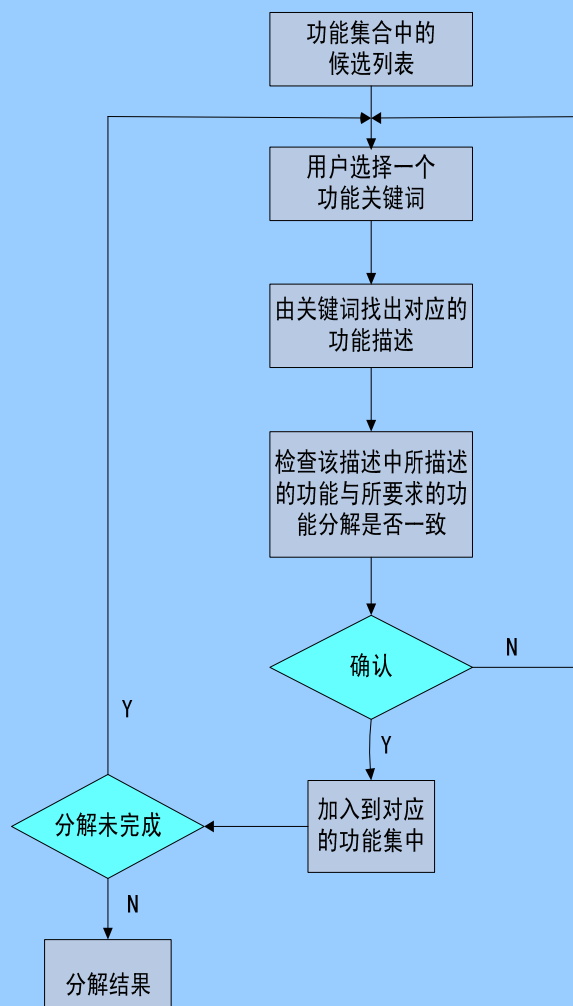 功能集合中的
候选列表
用户选择一个
功能关键词
由关键词找出对应的
功能描述
检查该描述中所描述
的功能与所要求的功
能分解是否一致
确认
N
Y
Y
加入到对应
的功能集中
分解未完成
N
分解结果